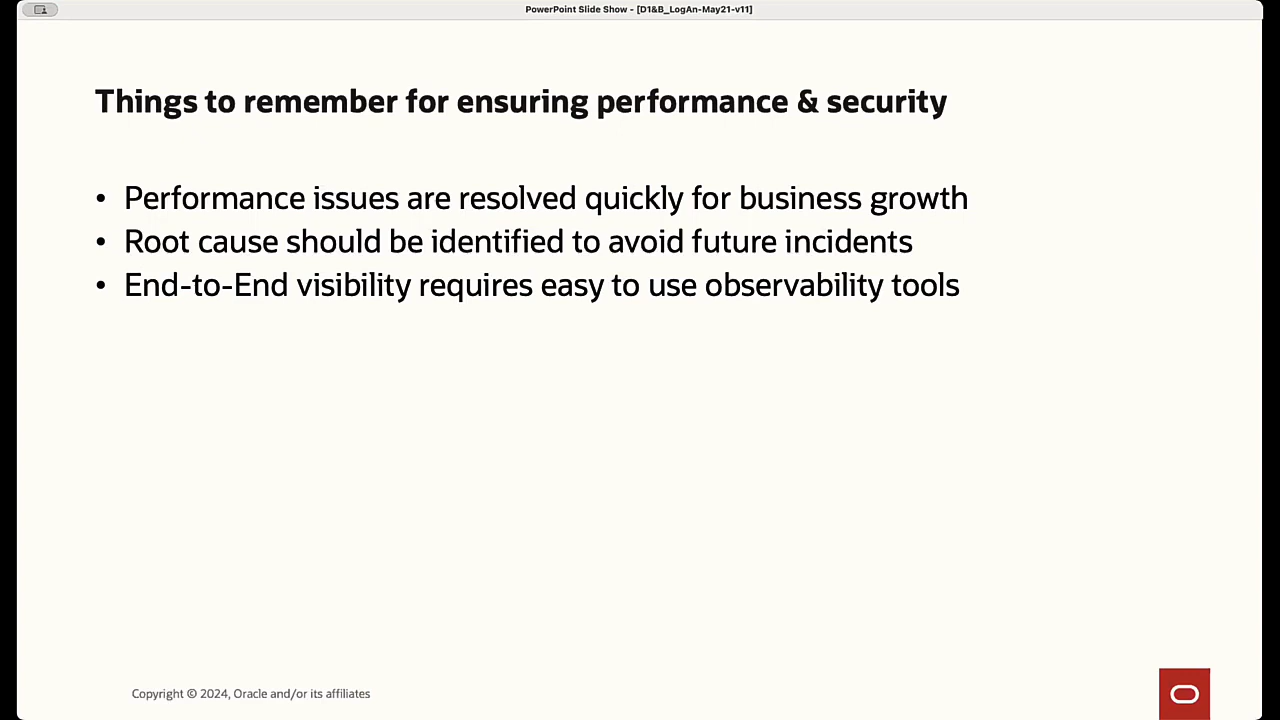 PowerPoint Slide Show - [D1&B_LogAn-May21-v11]
Things to remember for ensuring performance & security
• Performance issues are resolved quickly for business growth
• Root cause should be identified to avoid future incidents
• End-to-End visibility requires easy to use observability tools
Copyright © 2024, Oracle and/or its affiliates